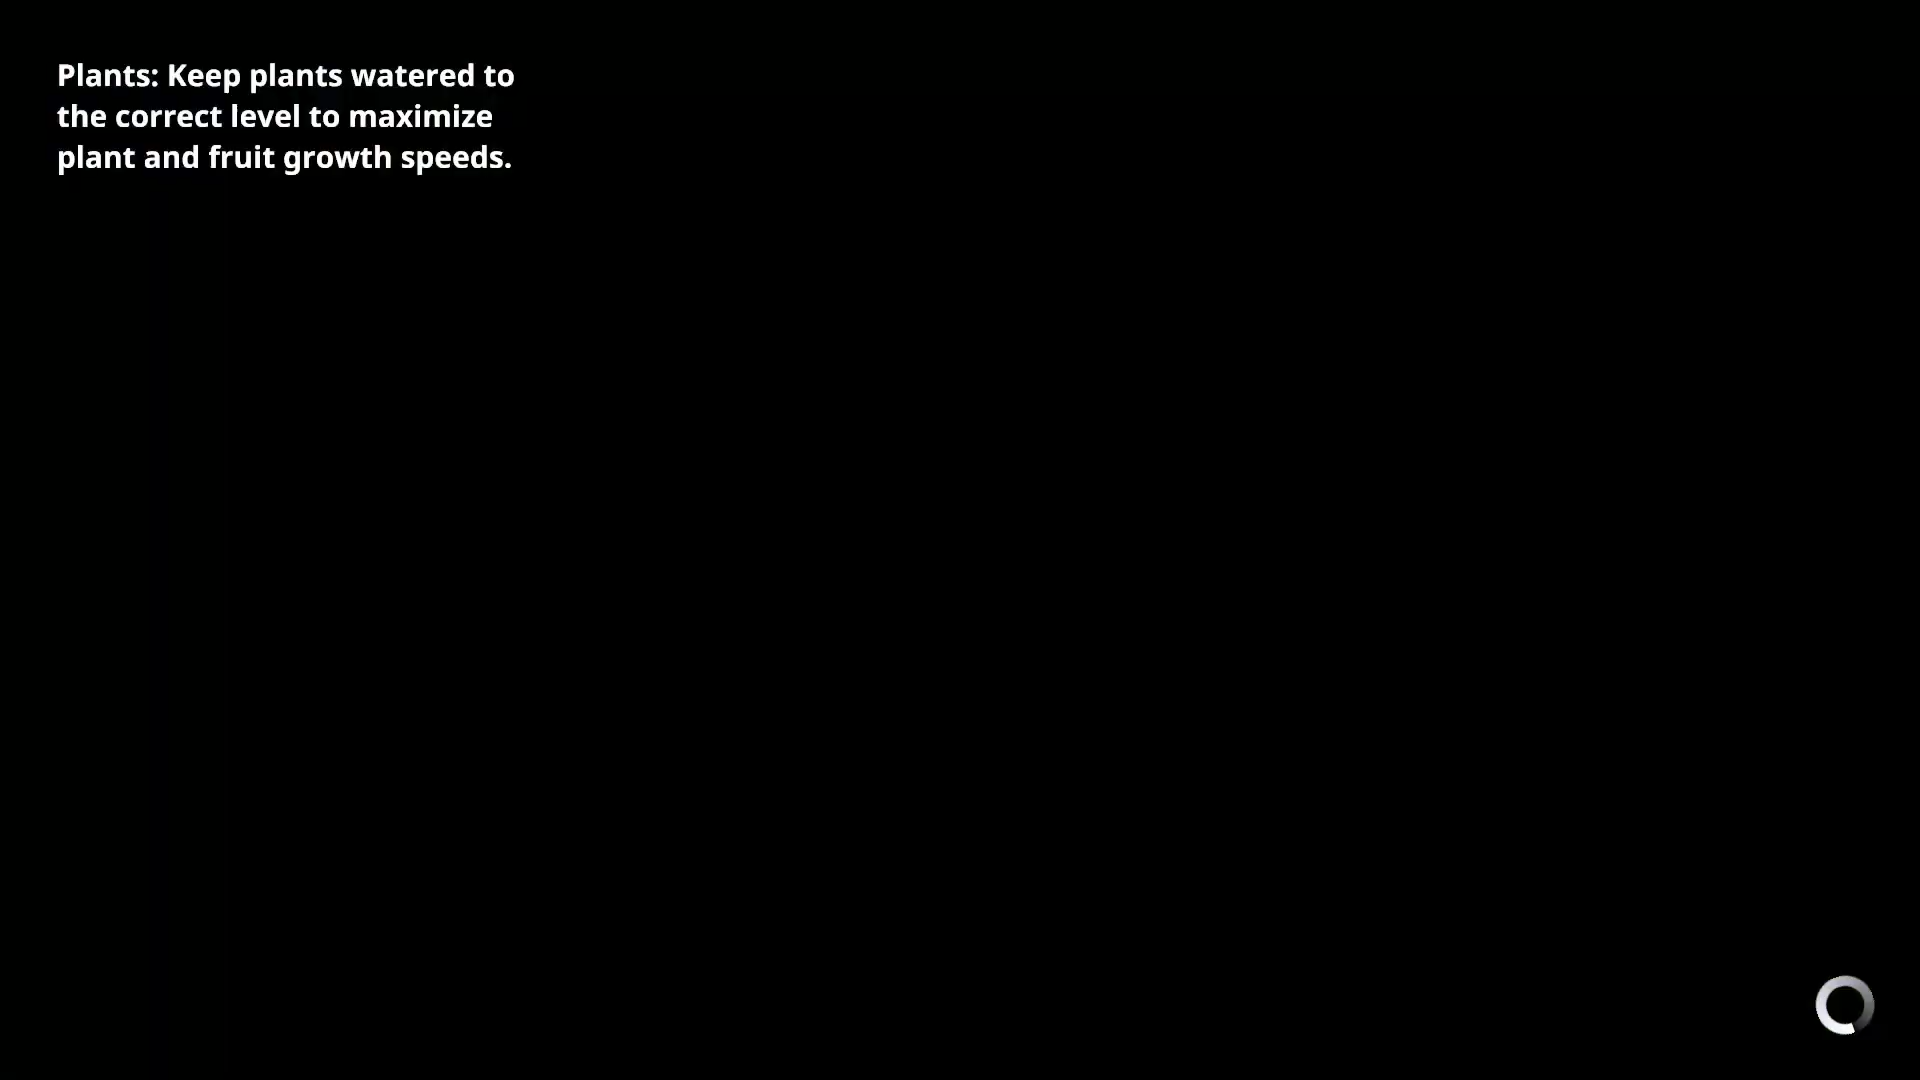 Plants: Keep plants watered to
the correct level to maximize
plant and fruit growth speeds.